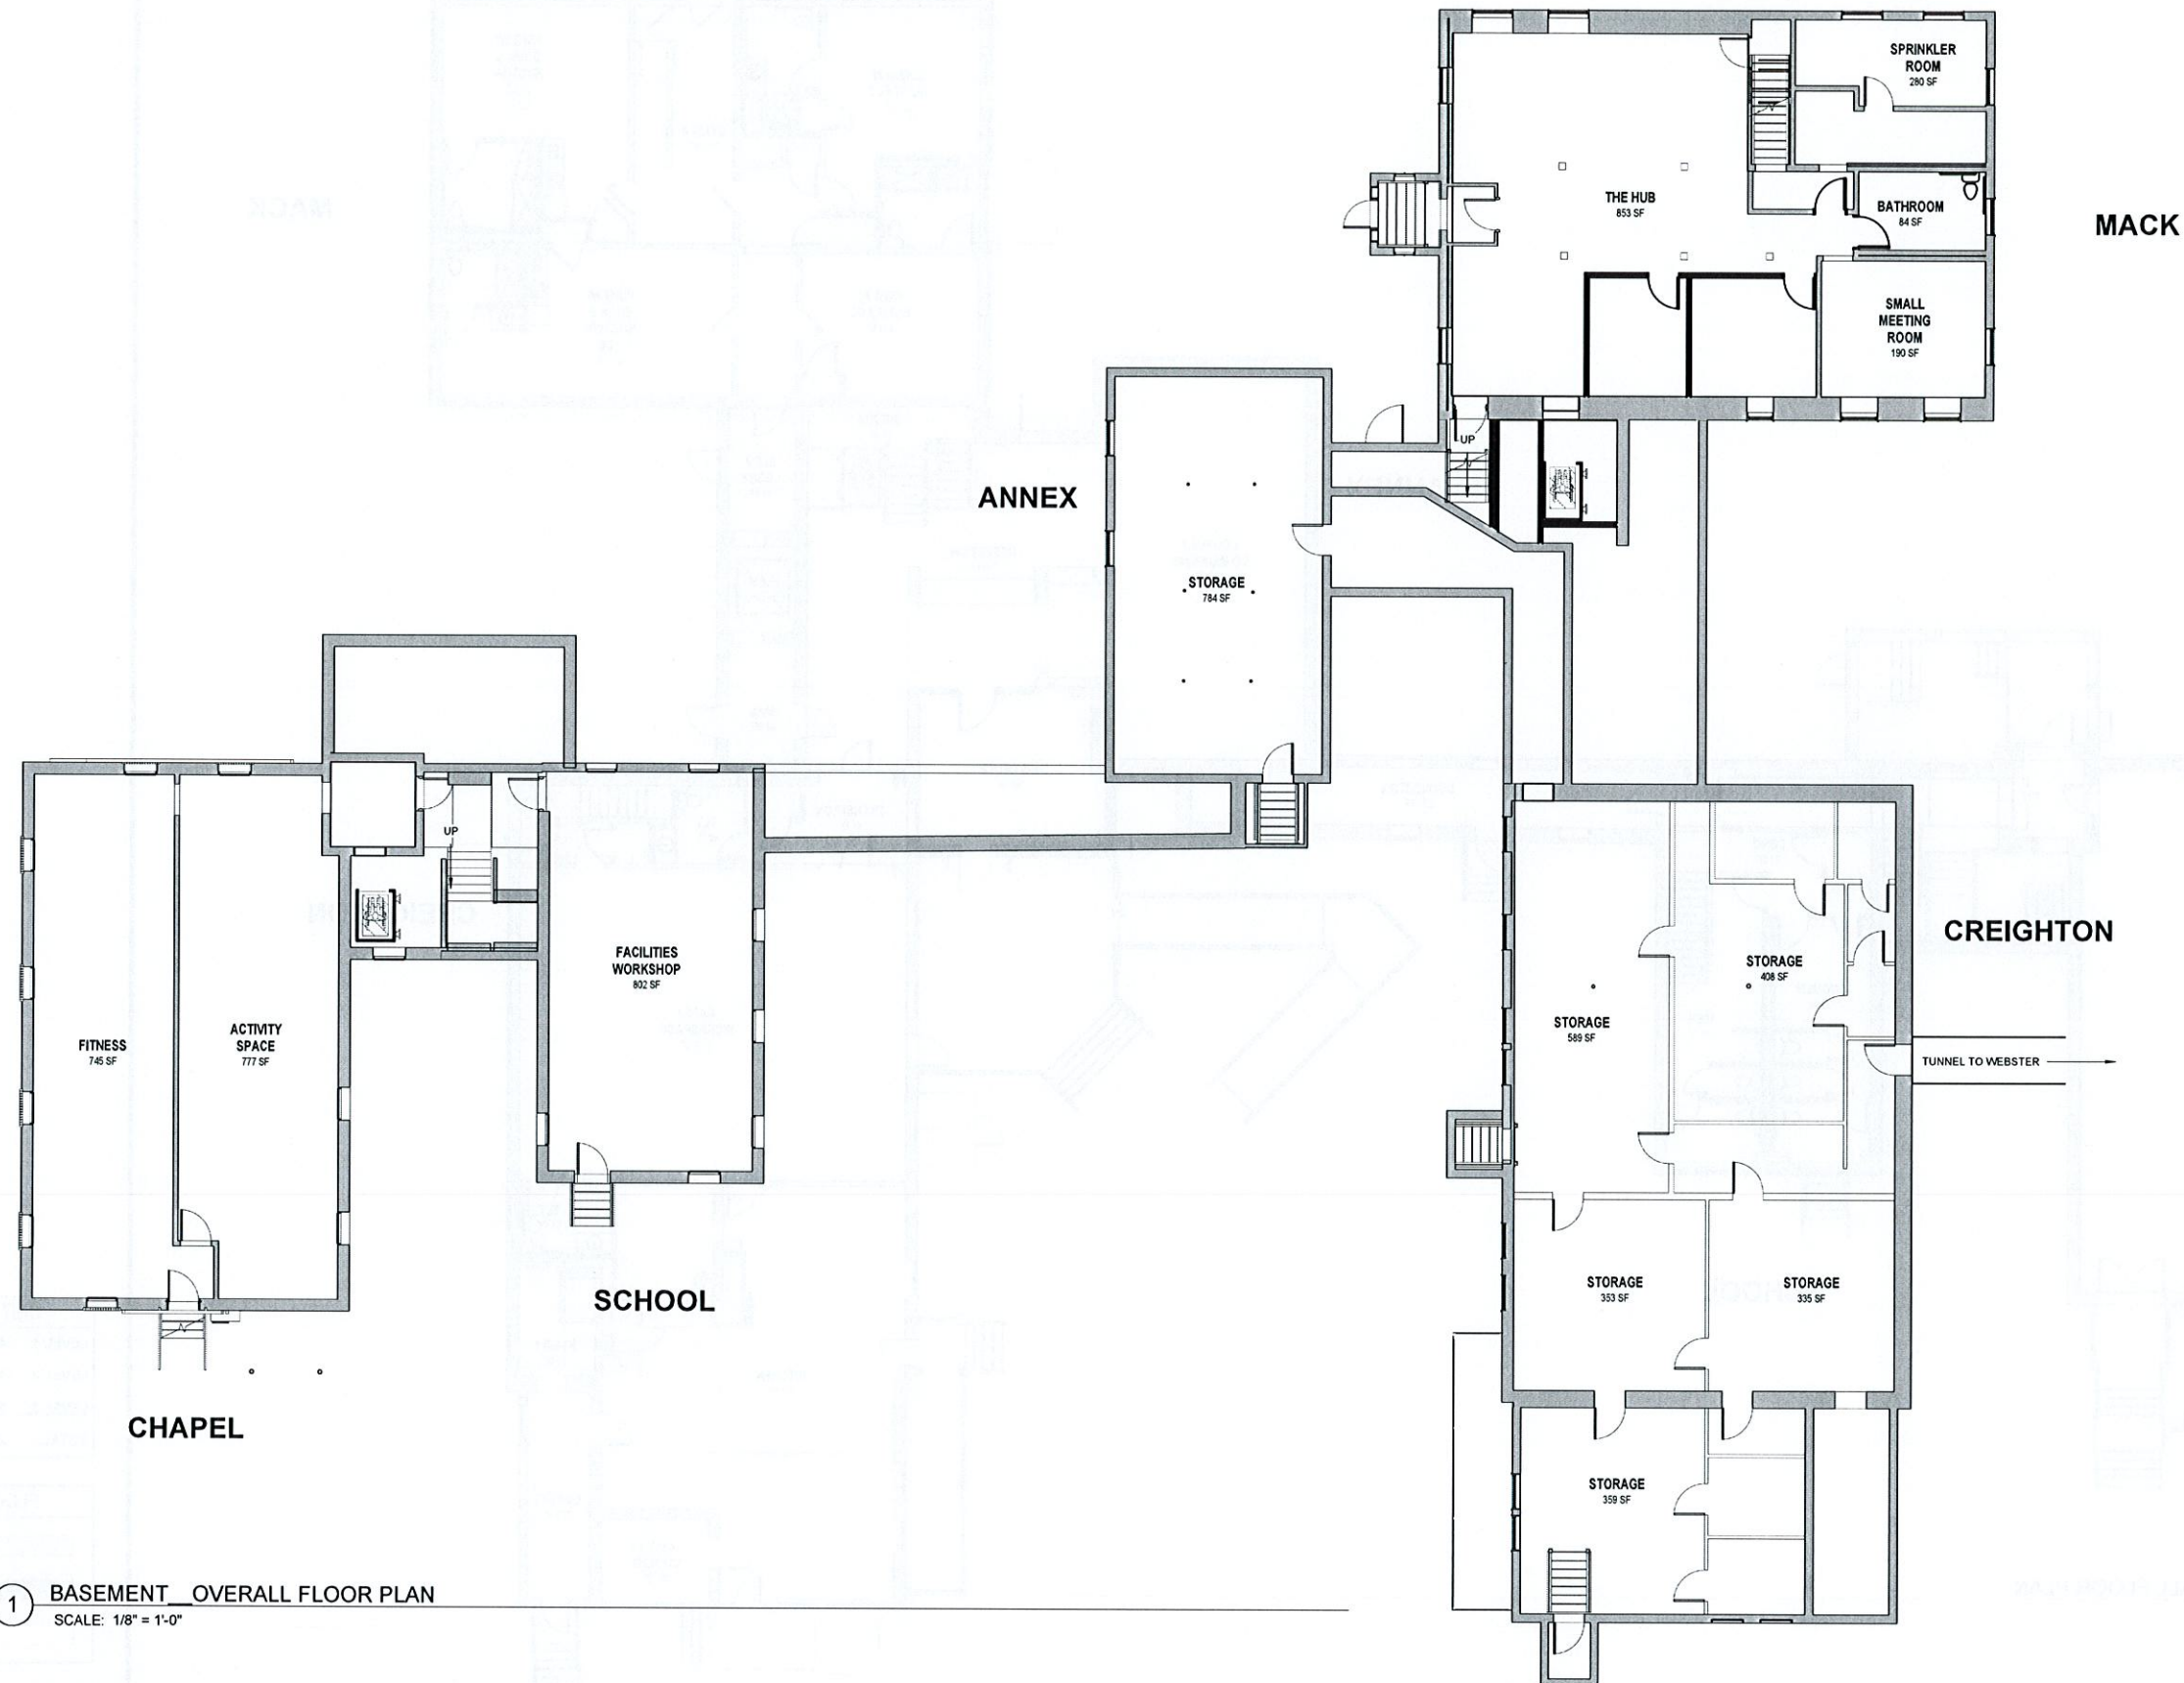 SPRINKLER
ROOM
280 SF
THE HUB
853 SF
BATHROOM
84 SF
MACK
SMALL
MEETING
ROOM
190 SF
UP
ANNEX
STORAGE
784 SF
UP
FACILITIES
WORKSHOP
802 SF
FITNESS
745 SF
ACTIVITY
SPACE
777 SF
CREIGHTON
STORAGE
408 SF
STORAGE
589 SF
TUNNEL TO WEBSTER
STORAGE
353 SF
STORAGE
335 SF
SCHOOL
CHAPEL
STORAGE
359 SF
1
BASEMENT__OVERALL FLOOR PLAN
SCALE: 1/8" = 1'-0"